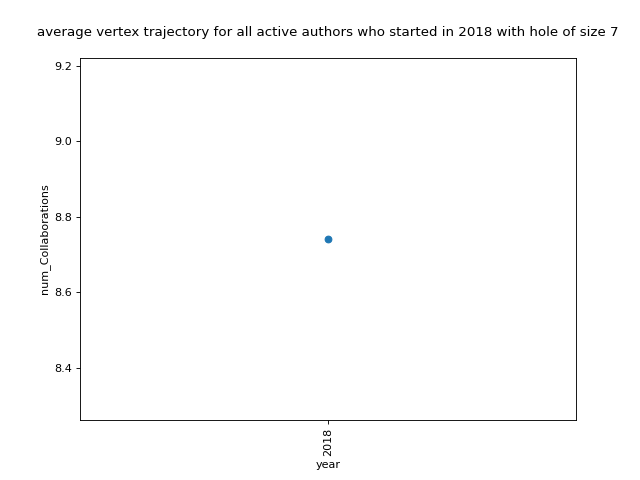 average vertex trajectory for all active authors who started in 2018 with hole of size 7
9.2
9.0
8.8
8.6
8.4
num_Collaborations
2018
year